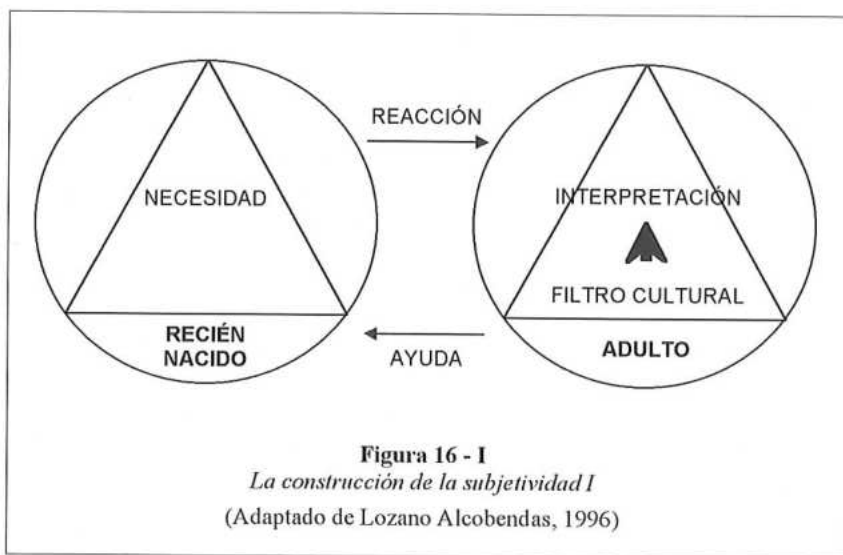 REACCIÓN
NECESIDAD
INTERPRETACIÓN
FILTRO CULTURAL
RECIÉN
NACIDO
AYUDA
ADULTO
Figura 16 - I
La construcción de la subjetividad I
(Adaptado de Lozano Alcobendas, 1996)